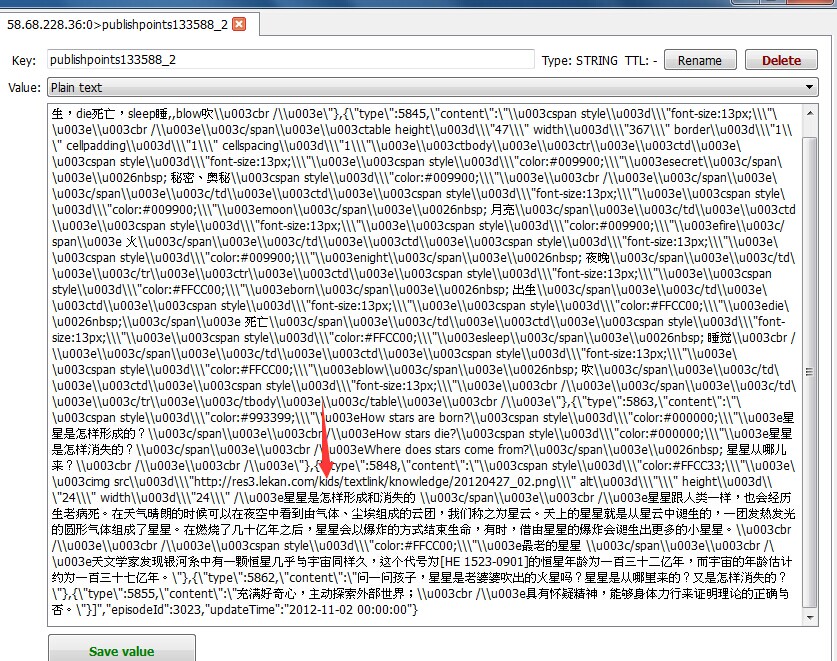 58.68.228.36:0>publishpoints133588_2
Key: publishpoints133588_2 Type: STRING TTL: - Rename Delete
Value: Plain text
生，die死亡，sleep睡,,blow吹\\u003cbr /\\u003e\"},{\"type\":5845,\"content\":\"\\u003cspan style\\u003d\\\"font-size:13px;\\\"\
\u003e\\u003cbr /\\u003c/span\\u003e\\u003ctable height\\u003d\\\"47\\\" width\\u003d\\\"367\\\" border\\u003d\\\"1\\
\" cellpadding\\u003d\\\"1\\\" cellspacing\\u003d\\\"1\\\"\\u003e\\u003ctbody\\u003e\\u003ctr\\u003e\\u003ctd\\u003e\
\u003cspan style\\u003d\\\"font-size:13px;\\\"\\u003e\\u003cspan style\\u003d\\\"color:#009900;\\\"\\u003esecret\\u003c/span\
\\u003e\\u0026nbsp; 秘密、奥秘\\u003cspan style\\u003d\\\"color:#009900;\\\"\\u003e\\u003cbr /\\u003e\\u003c/span\\u003e\
\u003c/span\\u003e\\u003c/td\\u003e\\u003ctd\\u003e\\u003cspan style\\u003d\\\"font-size:13px;\\\"\\u003e\\u003cspan style\
\\u003d\\\"color:#009900;\\\"\\u003emoon\\u003c/span\\u003e\\u0026nbsp; 月亮\\u003c/span\\u003e\\u003c/td\\u003e\\u003ctd
\\u003e\\u003cspan style\\u003d\\\"font-size:13px;\\\"\\u003e\\u003cspan style\\u003d\\\"color:#009900;\\\"\\u003efire\\u003c/
span\\u003e 火\\u003c/span\\u003e\\u003c/td\\u003e\\u003ctd\\u003e\\u003cspan style\\u003d\\\"font-size:13px;\\\"\\u003e\
\u003cspan style\\u003d\\\"color:#009900;\\\"\\u003enight\\u003c/span\\u003e\\u0026nbsp; 夜晚\\u003c/span\\u003e\\u003c/td\
\u003e\\u003c/tr\\u003e\\u003ctr\\u003e\\u003ctd\\u003e\\u003cspan style\\u003d\\\"font-size:13px;\\\"\\u003e\\u003cspan
style\\u003d\\\"color:#FFCC00;\\\"\\u003eborn\\u003c/span\\u003e\\u0026nbsp; 出生\\u003c/span\\u003e\\u003c/td\\u003e\
\u003ctd\\u003e\\u003cspan style\\u003d\\\"font-size:13px;\\\"\\u003e\\u003cspan style\\u003d\\\"color:#FFCC00;\\\"\\u003edie\
\\u0026nbsp;\\u003c/span\\u003e 死亡\\u003c/span\\u003e\\u003c/td\\u003e\\u003ctd\\u003e\\u003cspan style\\u003d\\\"font-
size:13px;\\\"\\u003e\\u003cspan style\\u003d\\\"color:#FFCC00;\\\"\\u003esleep\\u003c/span\\u003e\\u0026nbsp; 睡觉\\u003cbr /
\\u003e\\u003c/span\\u003e\\u003c/td\\u003e\\u003ctd\\u003e\\u003cspan style\\u003d\\\"font-size:13px;\\\"\\u003e\
\u003cspan style\\u003d\\\"color:#FFCC00;\\\"\\u003eblow\\u003c/span\\u003e\\u0026nbsp; 吹\\u003c/span\\u003e\\u003c/td\
\u003e\\u003ctd\\u003e\\u003cspan style\\u003d\\\"font-size:13px;\\\"\\u003e\\u003cbr /\\u003e\\u003c/span\\u003e\\u003c/td\
\u003e\\u003c/tr\\u003e\\u003c/tbody\\u003e\\u003c/table\\u003e\\u003cbr /\\u003e\"},{\"type\":5863,\"content\":\"\
\u003cspan style\\u003d\\\"color:#993399;\\\"\\u003eHow stars are born?\\u003cspan style\\u003d\\\"color:#000000;\\\"\\u003e星
星是怎样形成的？\\u003c/span\\u003e\\u003cbr /\\u003eHow stars die?\\u003cspan style\\u003d\\\"color:#000000;\\\"\\u003e星星
是怎样消失的？\\u003c/span\\u003e\\u003cbr /\\u003eWhere does stars come from?\\u003c/span\\u003e\\u0026nbsp; 星星从哪儿
来？\\u003cbr /\\u003e\\u003cbr /\\u003e\"},{\"type\":5848,\"content\":\"\\u003cspan style\\u003d\\\"color:#FFCC33;\\\"\\u003e\
\u003cimg src\\u003d\\\"http://res3.lekan.com/kids/textlink/knowledge/20120427_02.png\\\" alt\\u003d\\\"\\\" height\\u003d\\
\"24\\\" width\\u003d\\\"24\\\" /\\u003e星星是怎样形成和消失的 \\u003c/span\\u003e\\u003cbr /\\u003e星星跟人类一样，也会经历
生老病死。在天气晴朗的时候可以在夜空中看到由气体、尘埃组成的云团，我们称之为星云。天上的星星就是从星云中诞生的，一团发热发光
的圆形气体组成了星星。在燃烧了几十亿年之后，星星会以爆炸的方式结束生命，有时，借由星星的爆炸会诞生出更多的小星星。\\u003cbr
/\\u003e\\u003cbr /\\u003e\\u003cspan style\\u003d\\\"color:#FFCC00;\\\"\\u003e最老的星星 \\u003c/span\\u003e\\u003cbr /\
\u003e天文学家发现银河系中有一颗恒星几乎与宇宙同样久，这个代号为[HE 1523-0901]的恒星年龄为一百三十二亿年，而宇宙的年龄估计
约为一百三十七亿年。\"},{\"type\":5862,\"content\":\"问一问孩子，星星是老婆婆吹出的火星吗？星星是从哪里来的？又是怎样消失的？
\"},{\"type\":5855,\"content\":\"充满好奇心，主动探索外部世界；\\u003cbr /\\u003e具有怀疑精神，能够身体力行来证明理论的正确与
否。\"}]","episodeId":3023,"updateTime":"2012-11-02 00:00:00"}
Save value